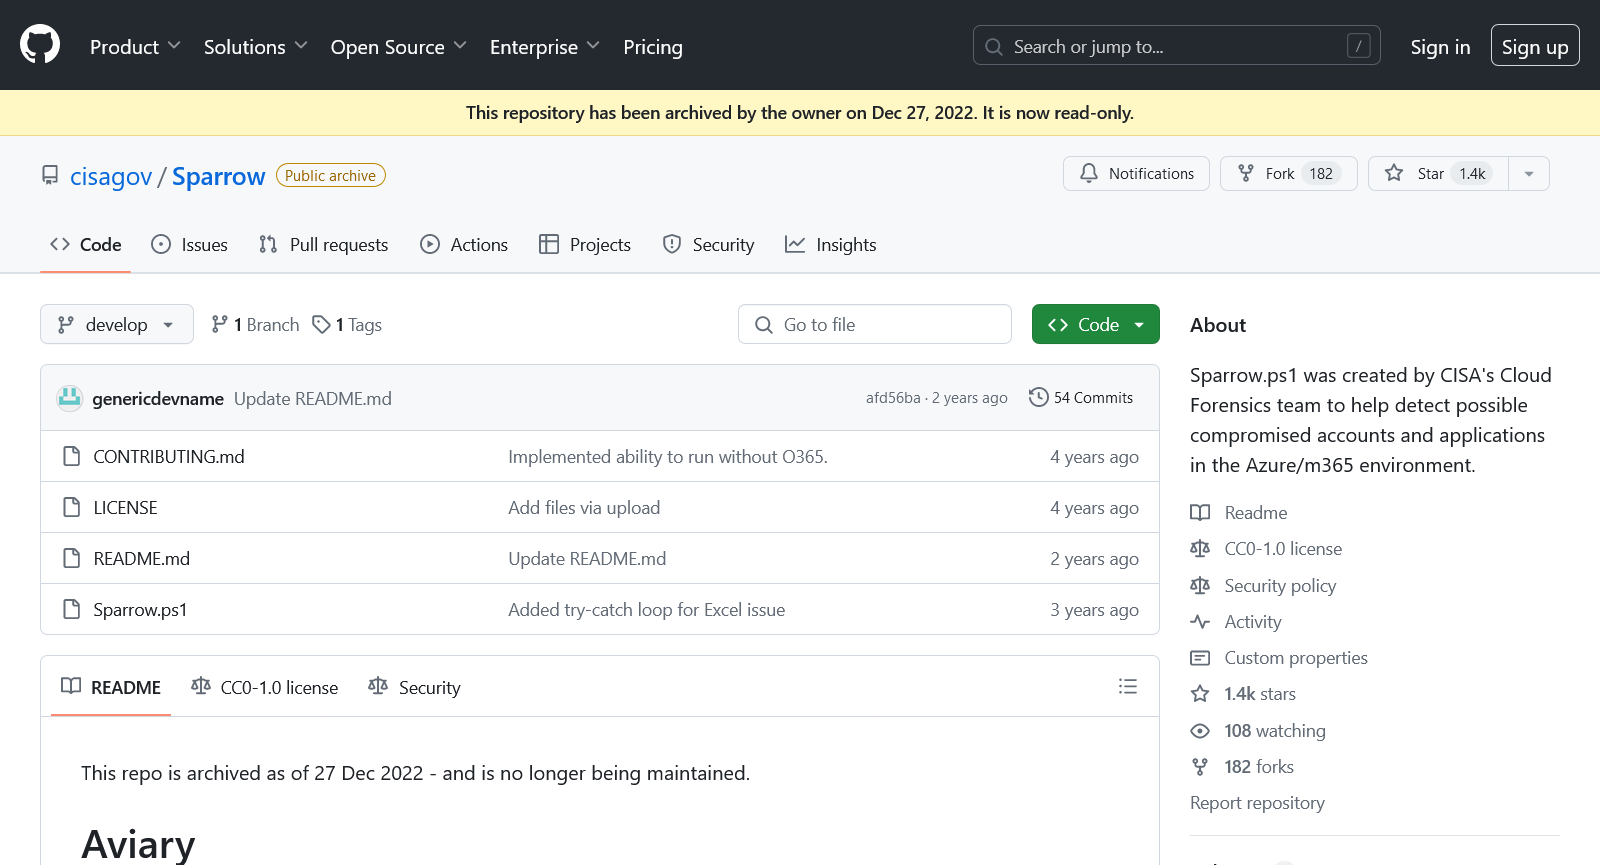 Product Solutions Open Source Enterprise Pricing Search or jump to... / Sign in Sign up
This repository has been archived by the owner on Dec 27, 2022. It is now read-only.
cisagov / Sparrow Public archive Notifications Fork 182 Star 1.4k
Code Issues Pull requests Actions Projects Security Insights
develop 1 Branch 1 Tags Go to file Code
genericdevname Update README.md afd56ba · 2 years ago 54 Commits
CONTRIBUTING.md Implemented ability to run without O365. 4 years ago
LICENSE Add files via upload 4 years ago
README.md Update README.md 2 years ago
Sparrow.ps1 Added try-catch loop for Excel issue 3 years ago
README CC0-1.0 license Security
This repo is archived as of 27 Dec 2022 - and is no longer being maintained.
Aviary
About
Sparrow.ps1 was created by CISA's Cloud
Forensics team to help detect possible
compromised accounts and applications
in the Azure/m365 environment.
Readme
CC0-1.0 license
Security policy
Activity
Custom properties
1.4k stars
108 watching
182 forks
Report repository